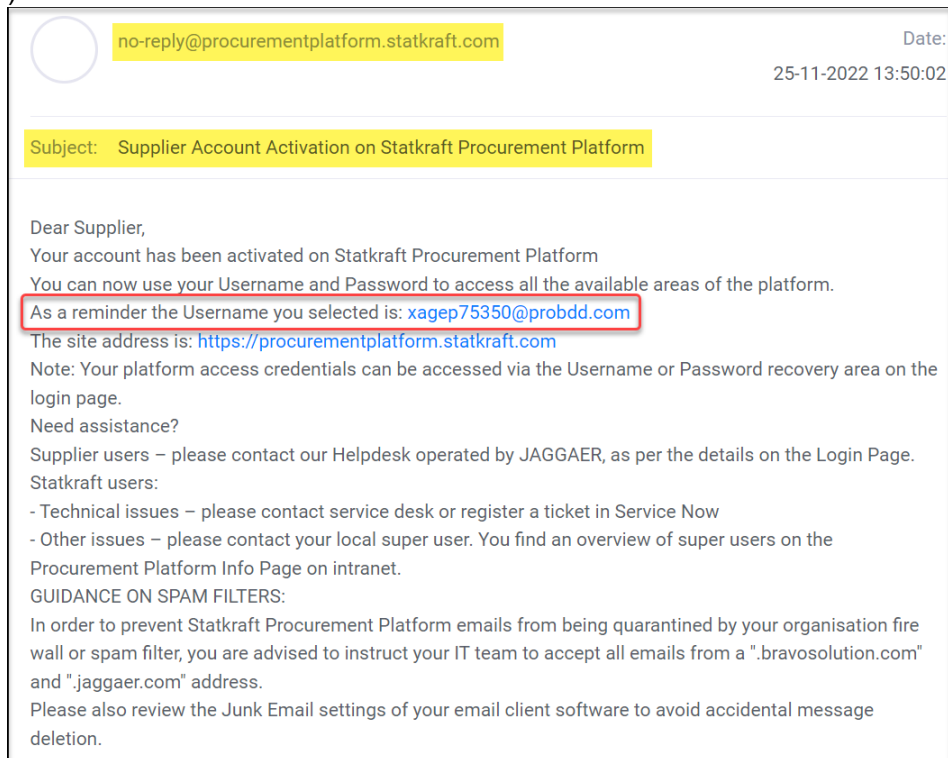 )
no-reply@procurementplatform.statkraft.com
Date:
25-11-2022 13:50:02
Subject: Supplier Account Activation on Statkraft Procurement Platform
Dear Supplier,
Your account has been activated on Statkraft Procurement Platform
You can now use your Username and Password to access all the available areas of the platform.
As a reminder the Username you selected is: xagep75350@probdd.com
The site address is: https://procurementplatform.statkraft.com
Note: Your platform access credentials can be accessed via the Username or Password recovery area on the
login page.
Need assistance?
Supplier users – please contact our Helpdesk operated by JAGGAER, as per the details on the Login Page.
Statkraft users:
- Technical issues – please contact service desk or register a ticket in Service Now
- Other issues – please contact your local super user. You find an overview of super users on the
Procurement Platform Info Page on intranet.
GUIDANCE ON SPAM FILTERS:
In order to prevent Statkraft Procurement Platform emails from being quarantined by your organisation fire
wall or spam filter, you are advised to instruct your IT team to accept all emails from a ".bravosolution.com"
and ".jaggaer.com" address.
Please also review the Junk Email settings of your email client software to avoid accidental message
deletion.